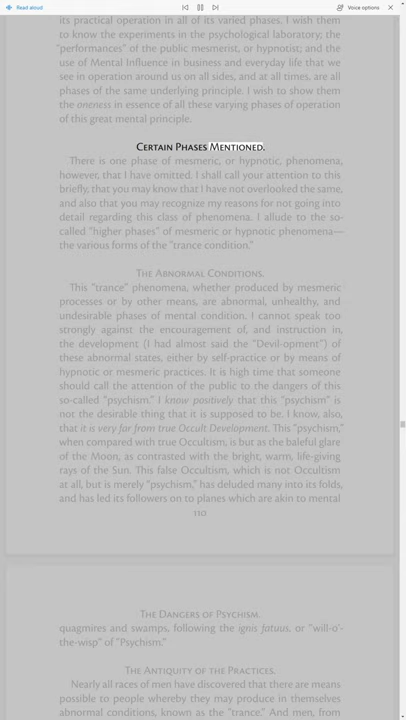 Read aloud
Voice options
its practical operation in all of its varied phases. I wish them
to know the experiments in the psychological laboratory; the
"performances" of the public mesmerist, or hypnotist; and the
use of Mental Influence in business and everyday life that we
see in operation around us on all sides, and at all times, are all
phases of the same underlying principle. I wish to show them
the oneness in essence of all these varying phases of operation
of this great mental principle.
Certain Phases Mentioned.
There is one phase of mesmeric, or hypnotic, phenomena,
however, that I have omitted. I shall call your attention to this
briefly, that you may know that I have not overlooked the same,
and also that you may recognize my reasons for not going into
detail regarding this class of phenomena. I allude to the so-
called "higher phases" of mesmeric or hypnotic phenomena—
the various forms of the "trance condition."
The Abnormal Conditions.
This "trance" phenomena, whether produced by mesmeric
processes or by other means, are abnormal, unhealthy, and
undesirable phases of mental condition. I cannot speak too
strongly against the encouragement of, and instruction in,
the development (I had almost said the "Devil-opment") of
these abnormal states, either by self-practice or by means of
hypnotic or mesmeric practices. It is high time that someone
should call the attention of the public to the dangers of this
so-called "psychism." I know positively that this "psychism" is
not the desirable thing that it is supposed to be. I know, also,
that it is very far from true Occult Development. This "psychism,"
when compared with true Occultism, is but as the baleful glare
of the Moon, as contrasted with the bright, warm, life-giving
rays of the Sun. This false Occultism, which is not Occultism
at all, but is merely "psychism," has deluded many into its folds,
and has led its followers on to planes which are akin to mental
110
The Dangers of Psychism.
quagmires and swamps, following the ignis fatuus, or "will-o'-
the-wisp" of "Psychism."
The Antiquity of the Practices.
Nearly all races of men have discovered that there are means
possible to people whereby they may produce in themselves
abnormal conditions, known as the "trance." And men, from